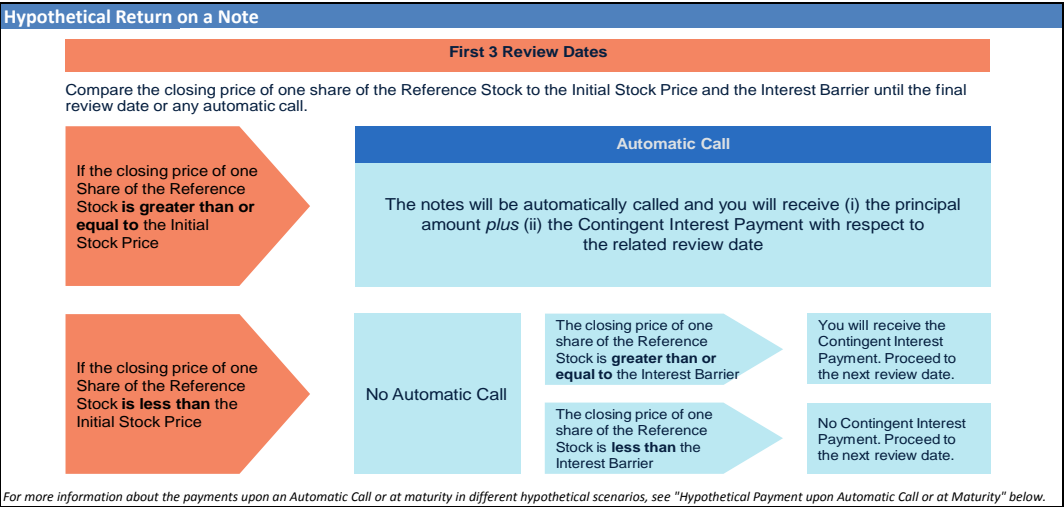 Hypothetical Return on a Note
First 3 Review Dates
Compare the closing price of one share of the Reference Stock to the Initial Stock Price and the Interest Barrier until the final
review date or any automatic call.
If the closing price of one
Share of the Reference
Stock is greater than or
equal to the Initial
Stock Price
Automatic Call
The notes will be automatically called and you will receive (i) the principal
amount plus (ii) the Contingent Interest Payment with respect to
the related review date
If the closing price of one
Share of the Reference
Stock is less than the
Initial Stock Price
No Automatic Call
The closing price of one
share of the Reference
Stock is greater than or
equal to the Interest Barrier
You will receive the
Contingent Interest
Payment. Proceed to
the next review date.
The closing price of one
share of the Reference
Stock is less than the
Interest Barrier
No Contingent Interest
Payment. Proceed to
the next review date.
For more information about the payments upon an Automatic Call or at maturity in different hypothetical scenarios, see "Hypothetical Payment upon Automatic Call or at Maturity" below.